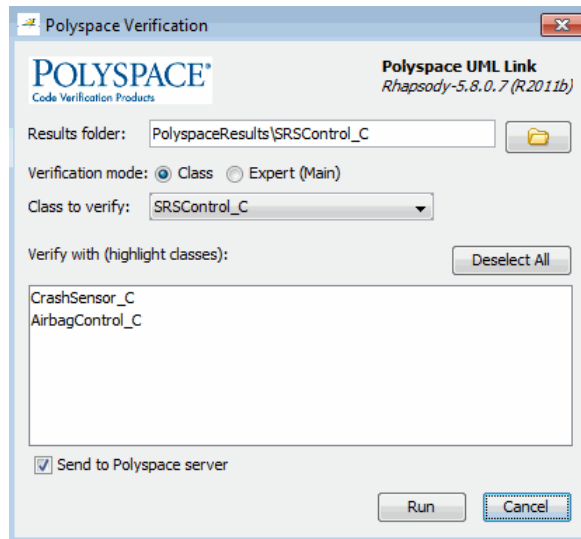 Polyspace Verification
POLYSPACE®
Code Verification Products
Polyspace UML Link
Rhapsody-5.8.0.7 (R2011b)
Results folder: PolyspaceResults\SRSControl_C
Verification mode: Class Expert (Main)
Class to verify: SRSControl_C
Verify with (highlight classes): Deselect All
CrashSensor_C
AirbagControl_C
Send to Polyspace server
Run Cancel